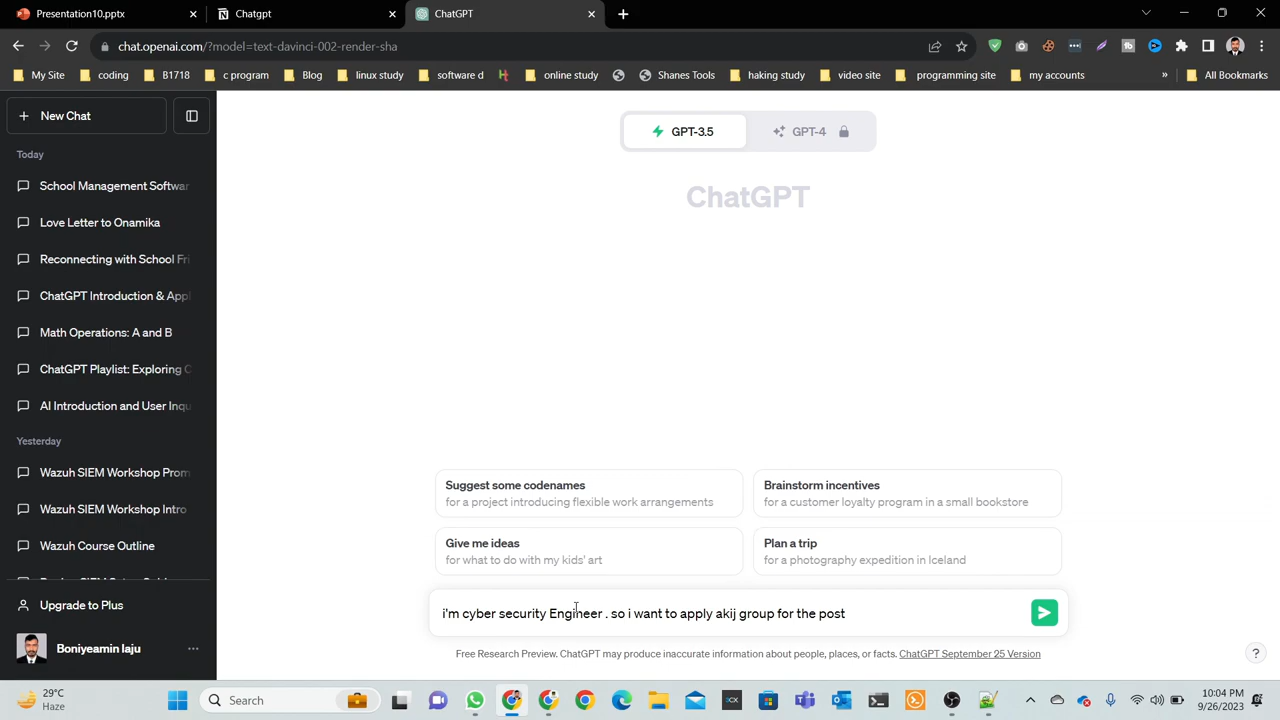 Presentation10.pptx
Chatgpt
ChatGPT
chat.openai.com/?model=text-davinci-002-render-sha
My Site
coding
B1718
c program
Blog
linux study
software d
online study
Shanes Tools
haking study
video site
programming site
my accounts
»
All Bookmarks
New Chat
Today
School Management Softwar
Love Letter to Onamika
Reconnecting with School Fri
ChatGPT Introduction & Appl
Math Operations: A and B
ChatGPT Playlist: Exploring C
AI Introduction and User Inqu
Yesterday
Wazuh SIEM Workshop Prom
Wazuh SIEM Workshop Intro
Wazuh Course Outline
Upgrade to Plus
Boniyeamin laju
GPT-3.5
GPT-4
ChatGPT
Suggest some codenames
for a project introducing flexible work arrangements
Brainstorm incentives
for a customer loyalty program in a small bookstore
Give me ideas
for what to do with my kids' art
Plan a trip
for a photography expedition in Iceland
i'm cyber security Engineer . so i want to apply akij group for the post
Free Research Preview. ChatGPT may produce inaccurate information about people, places, or facts. ChatGPT September 25 Version
?
29°C
Haze
Search
10:04 PM
9/26/2023